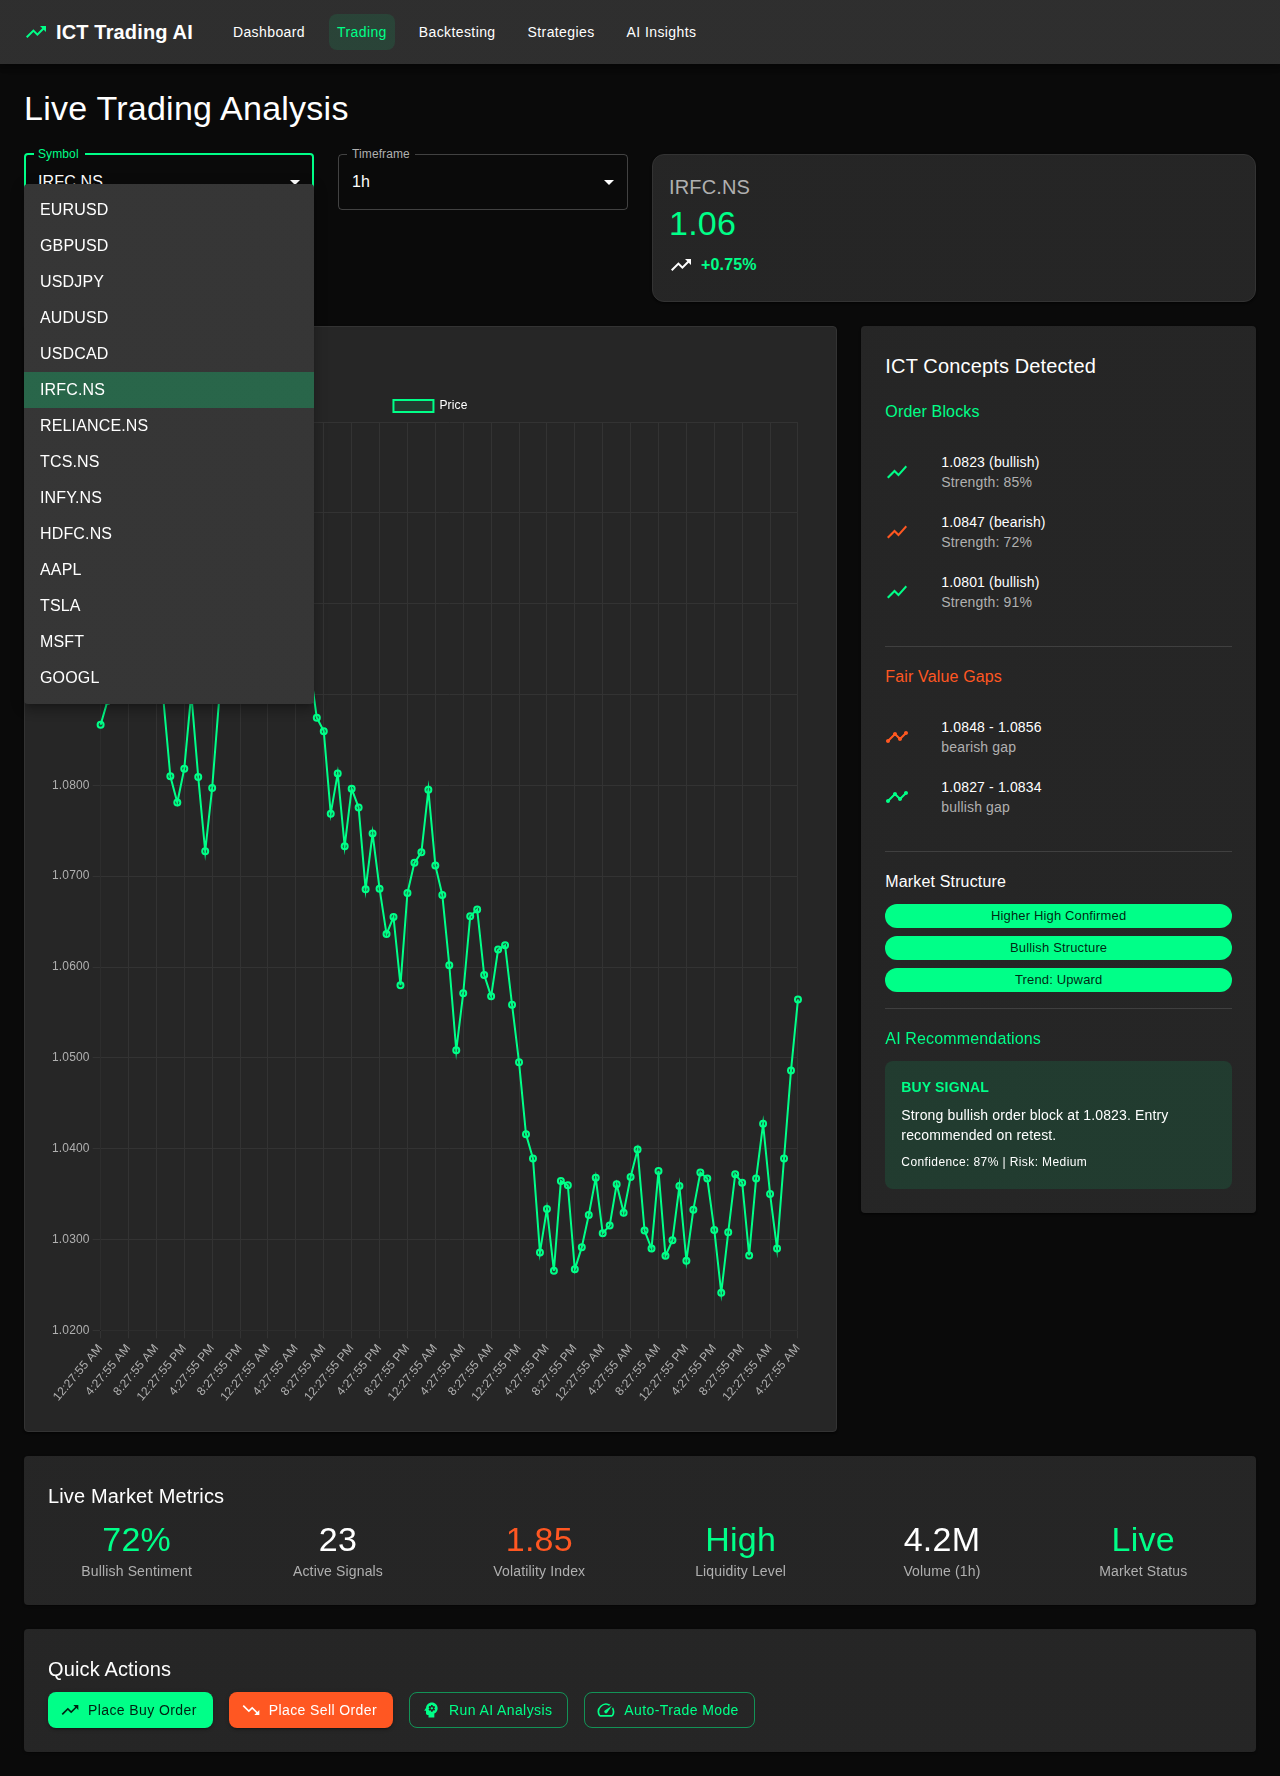 ICT Trading AI
Dashboard
Trading
Backtesting
Strategies
AI Insights
Live Trading Analysis
Symbol
IRFC.NS
Timeframe
1h
IRFC.NS
1.06
+0.75%
EURUSD
GBPUSD
USDJPY
AUDUSD
USDCAD
IRFC.NS
RELIANCE.NS
TCS.NS
INFY.NS
HDFC.NS
AAPL
TSLA
MSFT
GOOGL
Price
1.0800
1.0700
1.0600
1.0500
1.0400
1.0300
1.0200
12:27:55 AM
4:27:55 AM
8:27:55 AM
12:27:55 PM
4:27:55 PM
8:27:55 PM
12:27:55 AM
4:27:55 AM
8:27:55 AM
12:27:55 PM
4:27:55 PM
8:27:55 PM
12:27:55 AM
4:27:55 AM
8:27:55 AM
12:27:55 PM
4:27:55 PM
8:27:55 PM
12:27:55 AM
4:27:55 AM
8:27:55 AM
12:27:55 PM
4:27:55 PM
8:27:55 PM
12:27:55 AM
4:27:55 AM
ICT Concepts Detected
Order Blocks
1.0823 (bullish)
Strength: 85%
1.0847 (bearish)
Strength: 72%
1.0801 (bullish)
Strength: 91%
Fair Value Gaps
1.0848 - 1.0856
bearish gap
1.0827 - 1.0834
bullish gap
Market Structure
Higher High Confirmed
Bullish Structure
Trend: Upward
AI Recommendations
BUY SIGNAL
Strong bullish order block at 1.0823. Entry
recommended on retest.
Confidence: 87% | Risk: Medium
Live Market Metrics
72%
Bullish Sentiment
23
Active Signals
1.85
Volatility Index
High
Liquidity Level
4.2M
Volume (1h)
Live
Market Status
Quick Actions
Place Buy Order
Place Sell Order
Run AI Analysis
Auto-Trade Mode